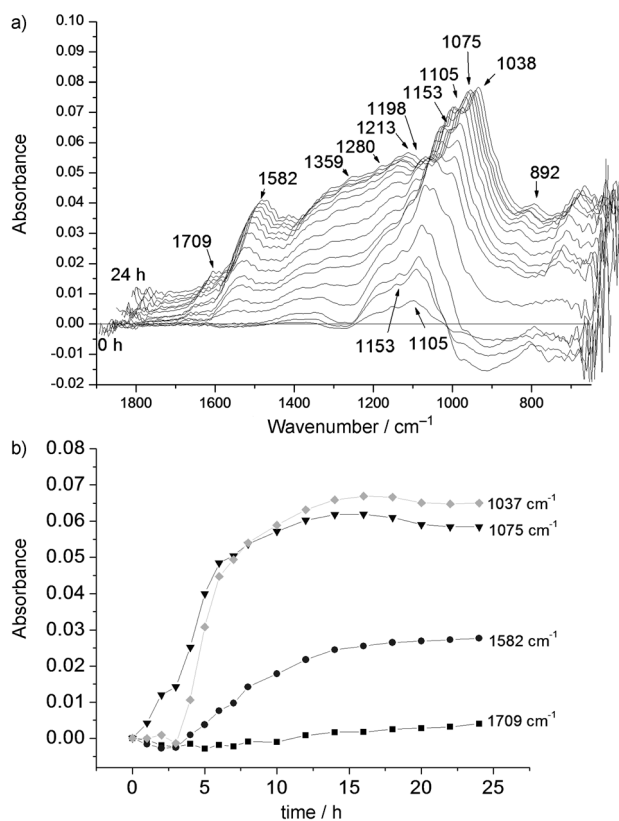 a)
0.10
0.09
0.08
0.07
0.06
0.05
0.04
0.03
0.02
0.01
0.00
-0.01
-0.02
Absorbance
1075
1105
1038
1153
1198
1213
1280
1359
1582
892
1709
24 h
0 h
1153
1105
1800 1600 1400 1200 1000 800
Wavenumber / cm⁻¹
b)
0.08
0.07
0.06
0.05
0.04
0.03
0.02
0.01
0.00
Absorbance
1037 cm⁻¹
1075 cm⁻¹
1582 cm⁻¹
1709 cm⁻¹
0 5 10 15 20 25
time / h